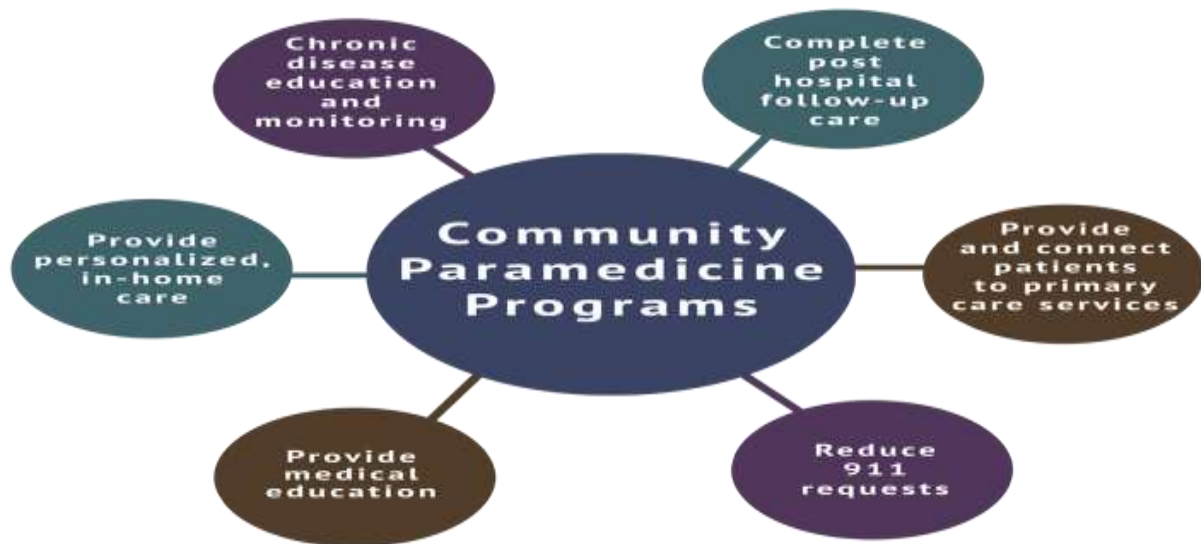 Chronic
disease
education
and
monitoring
Complete
post
hospital
follow-up
care
Provide
personalized,
in-home
care
Community
Paramedicine
Programs
Provide
and connect
patients
to primary
care services
Provide
medical
education
Reduce
911
requests